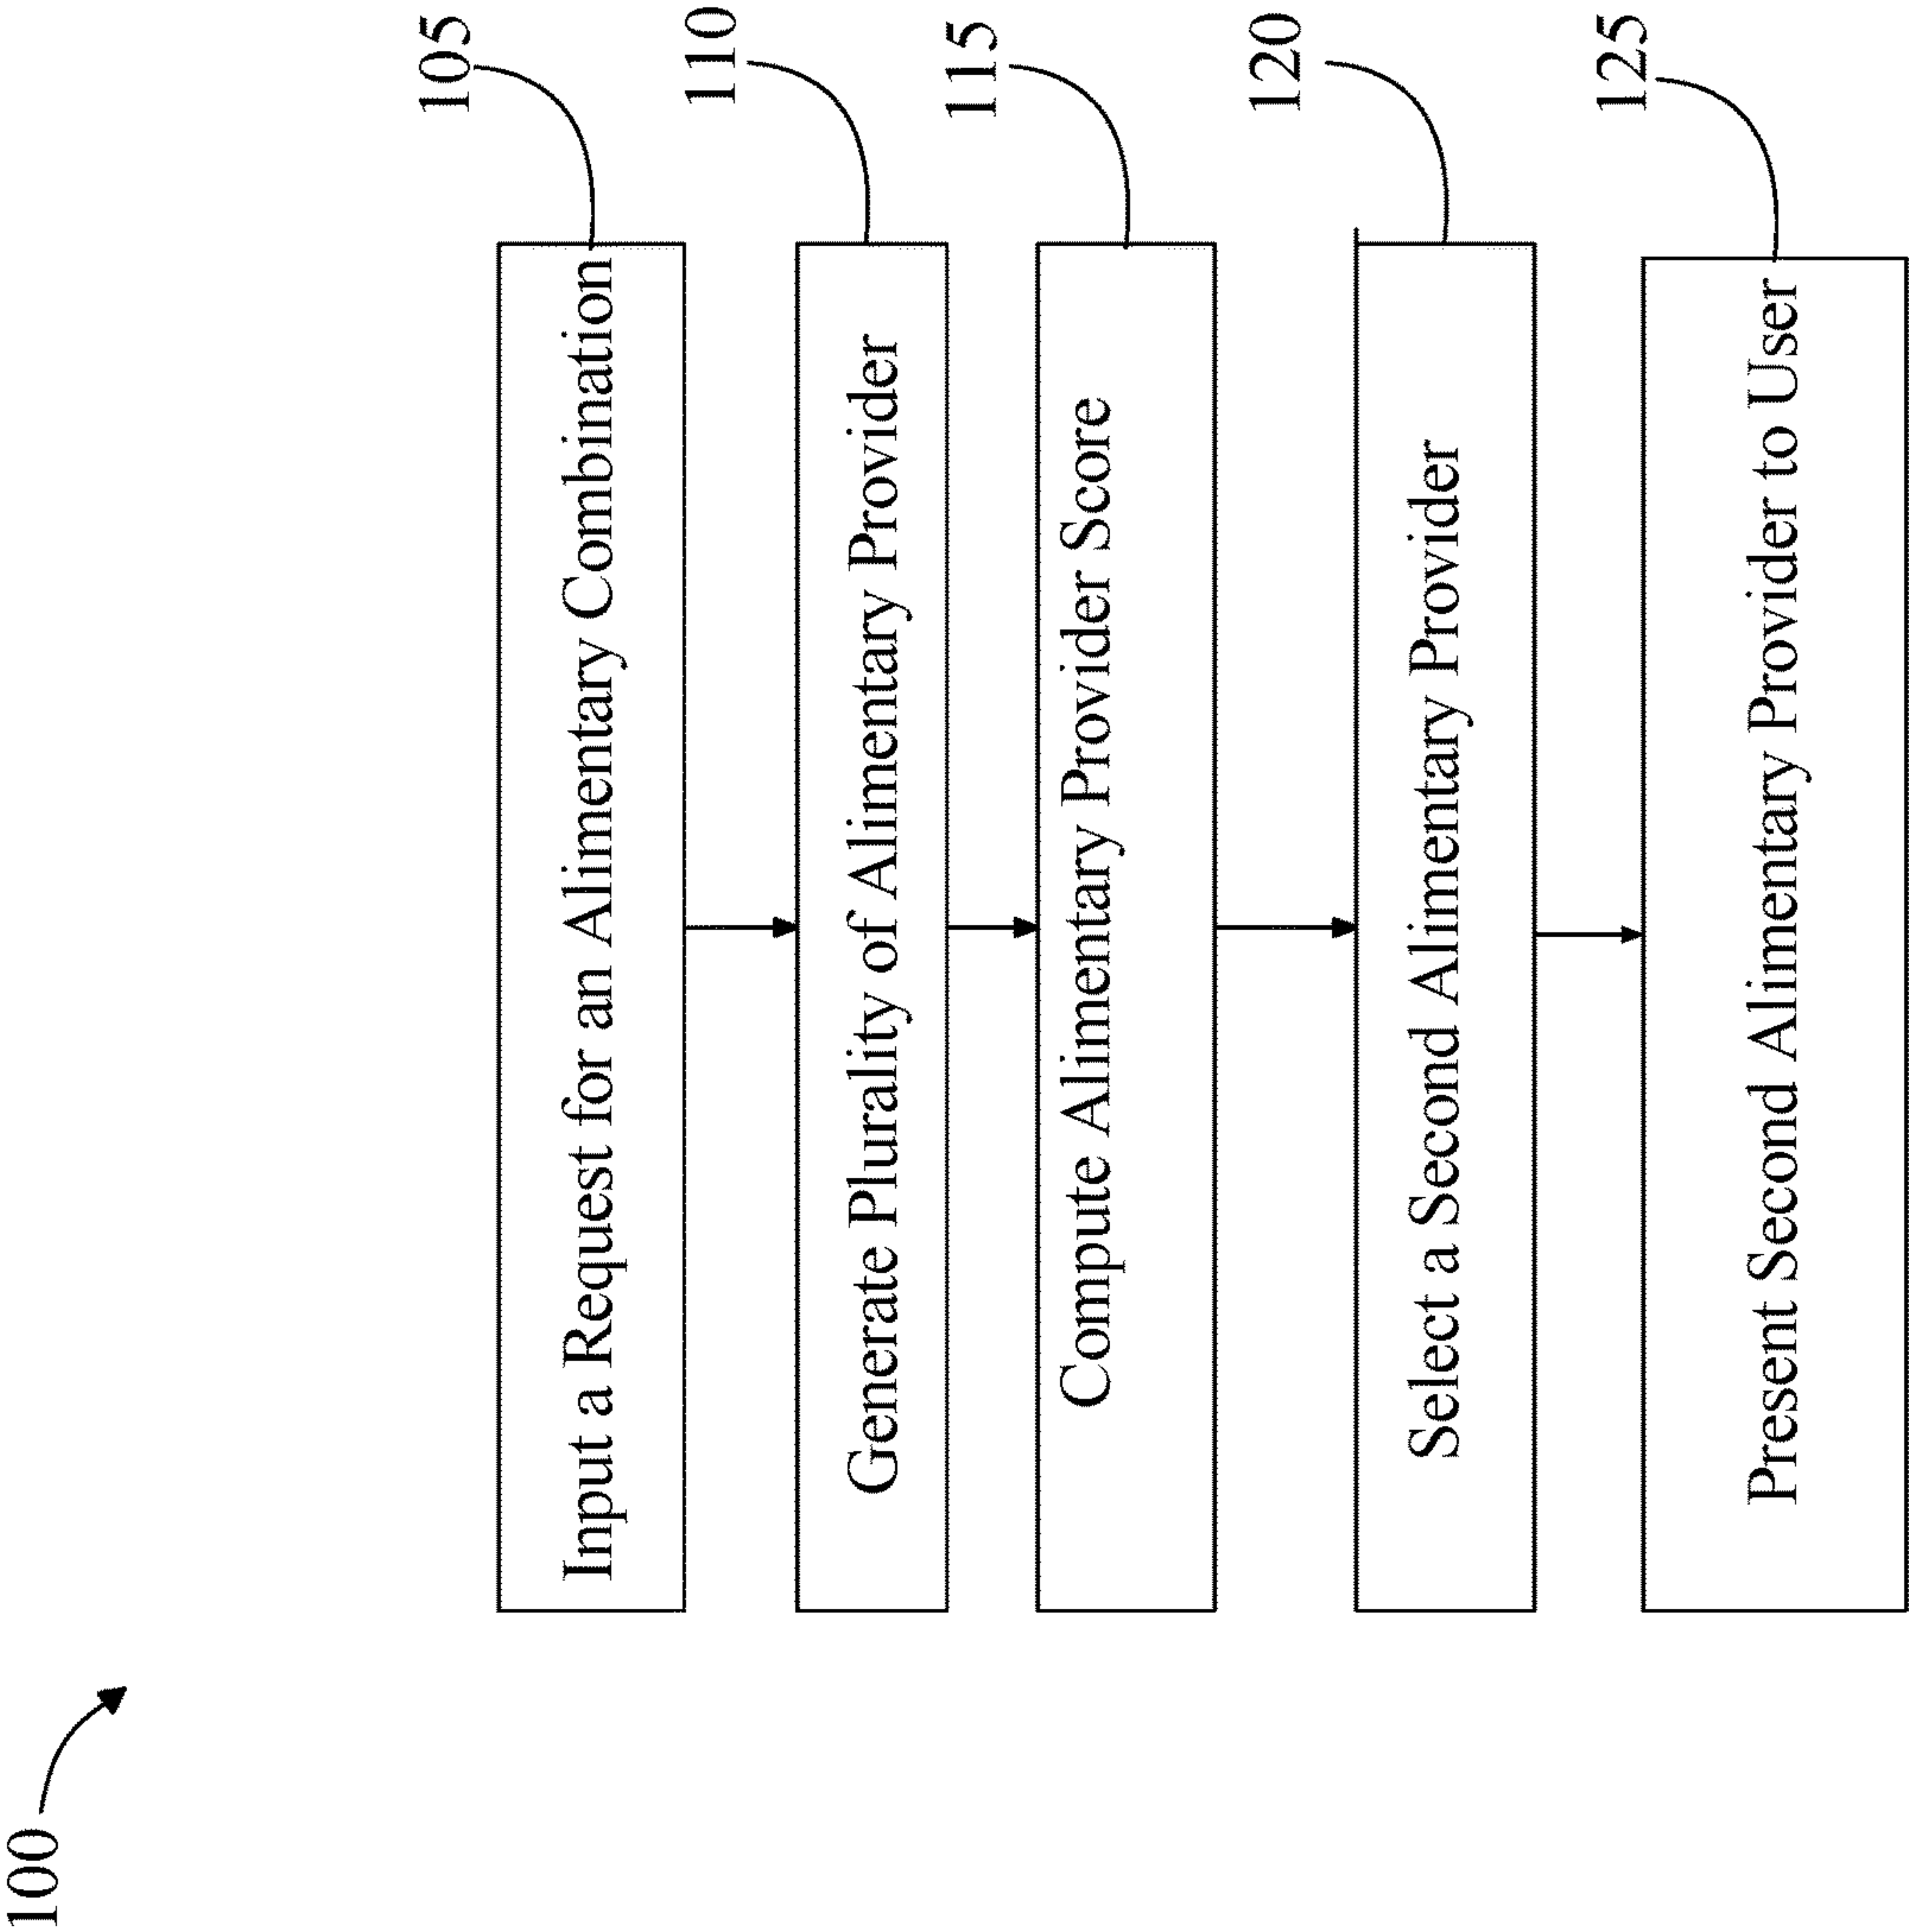 100
105
Input a Request for an Alimentary Combination
110
Generate Plurality of Alimentary Provider
115
Compute Alimentary Provider Score
120
Select a Second Alimentary Provider
125
Present Second Alimentary Provider to User